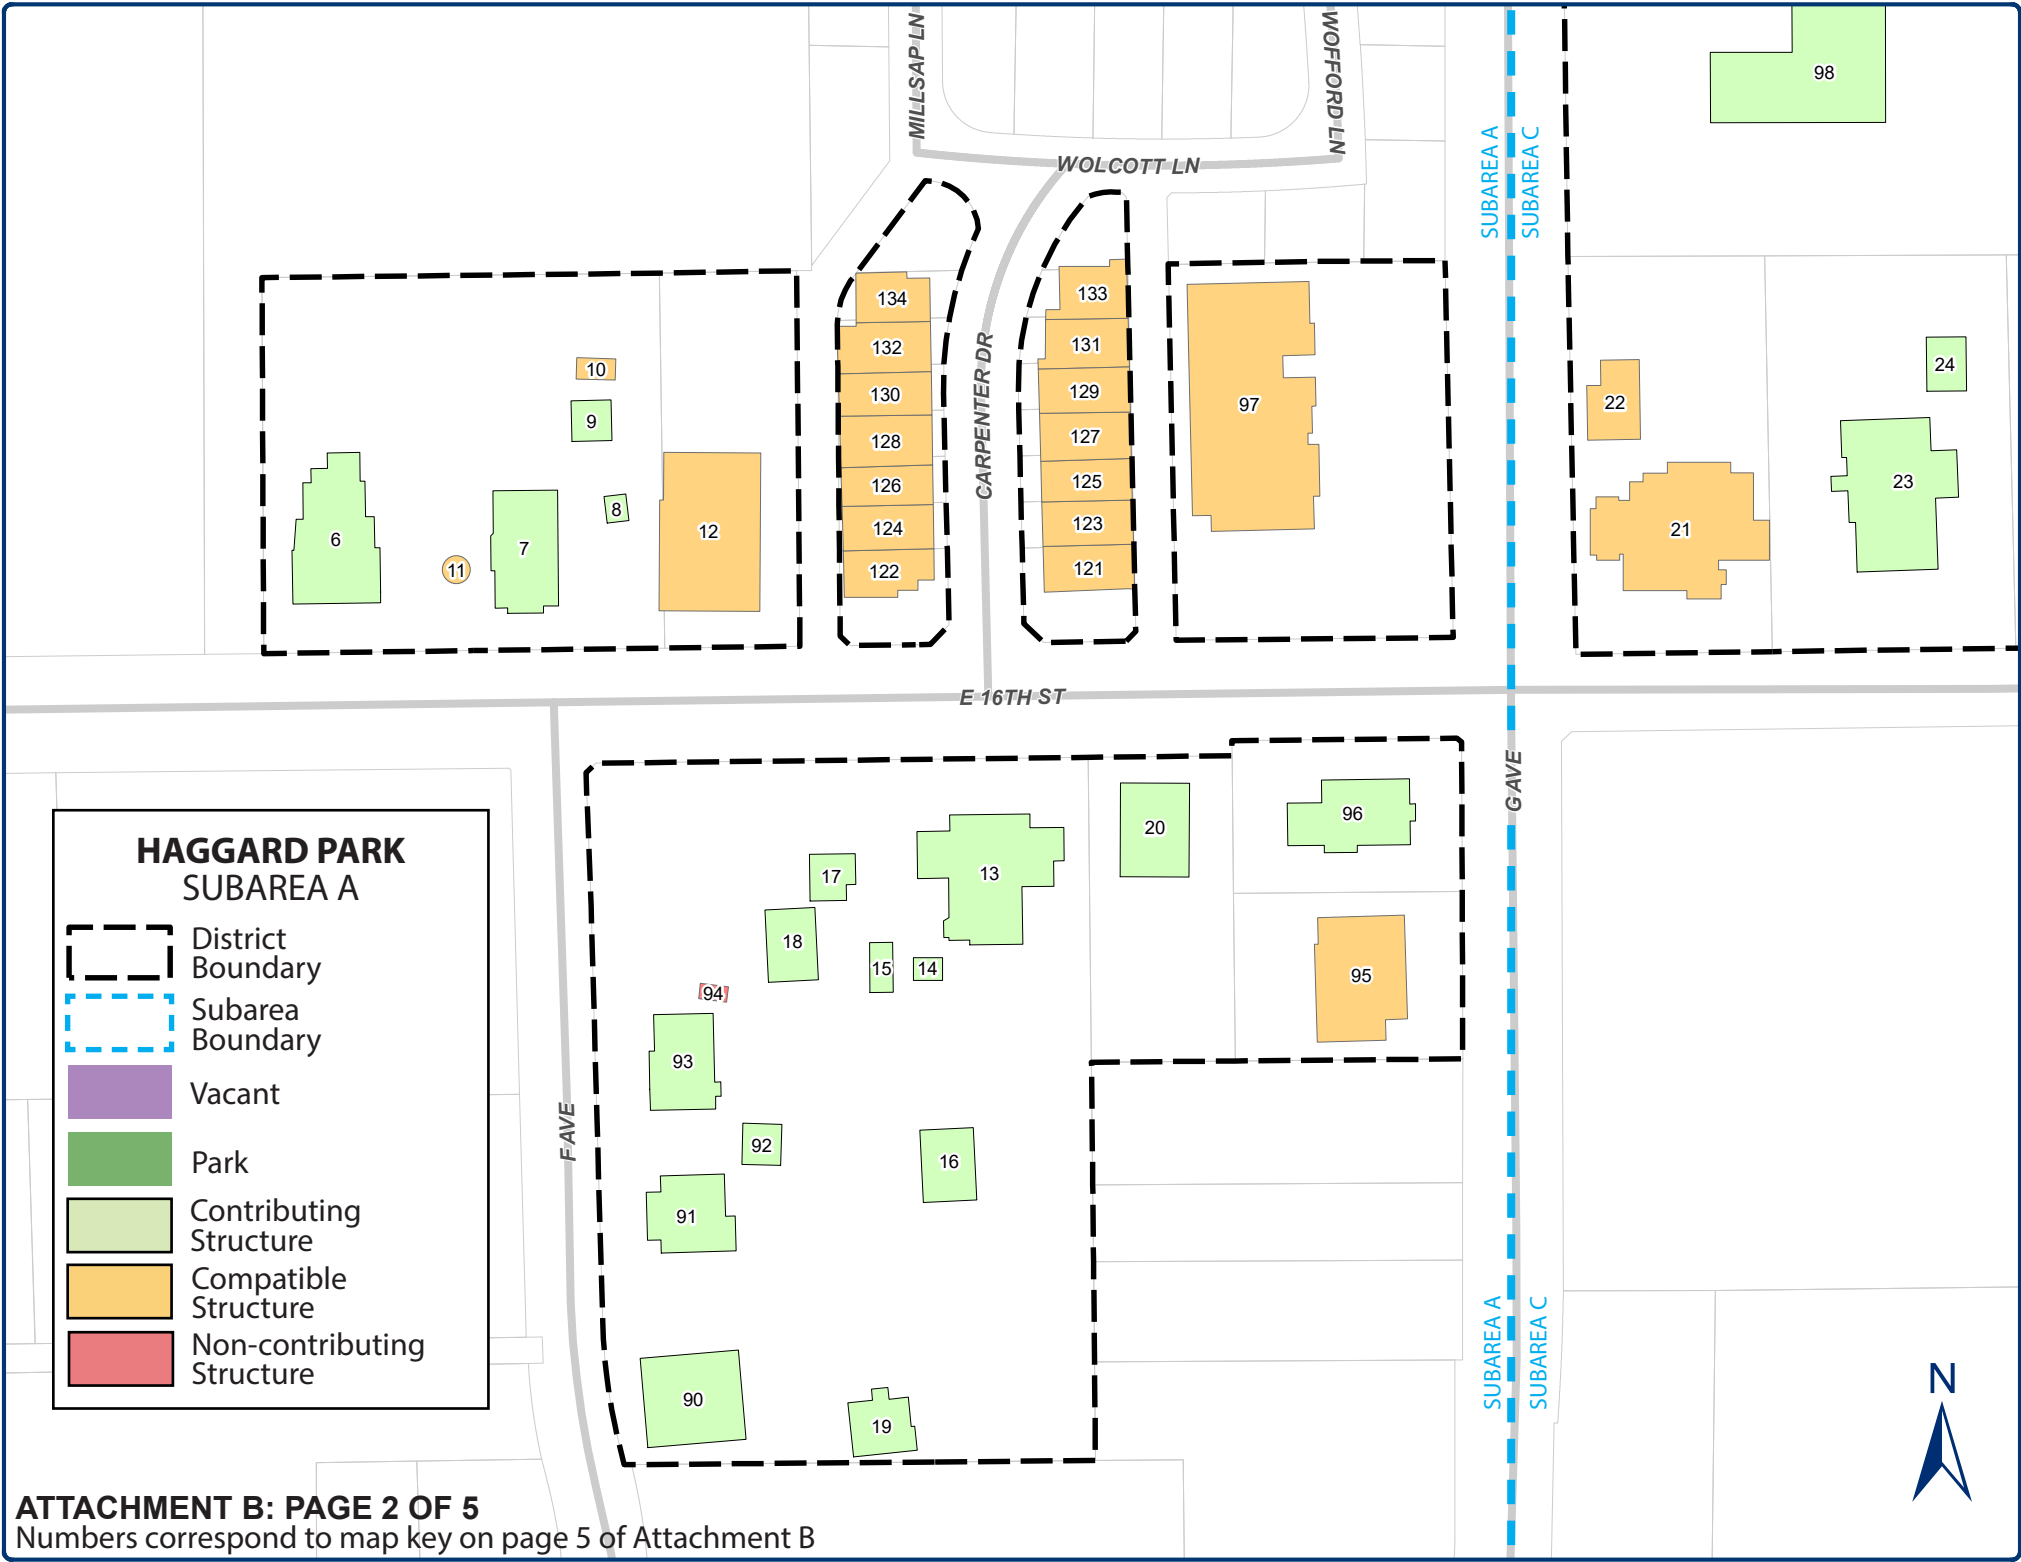 MILLSAP LN
WOFFORD LN
98
WOLCOTT LN
SUBAREA A
SUBAREA C
134
133
132
131
10
130
129
97
24
9
22
128
127
CARPENTER DR
8
126
125
23
6
7
12
124
123
21
11
122
121
E 16TH ST
G AVE
20
96
17
13
18
15
14
95
94
93
F AVE
92
16
91
90
19
SUBAREA A
SUBAREA C
HAGGARD PARK
SUBAREA A
District
Boundary
Subarea
Boundary
Vacant
Park
Contributing
Structure
Compatible
Structure
Non-contributing
Structure
N
ATTACHMENT B: PAGE 2 OF 5
Numbers correspond to map key on page 5 of Attachment B